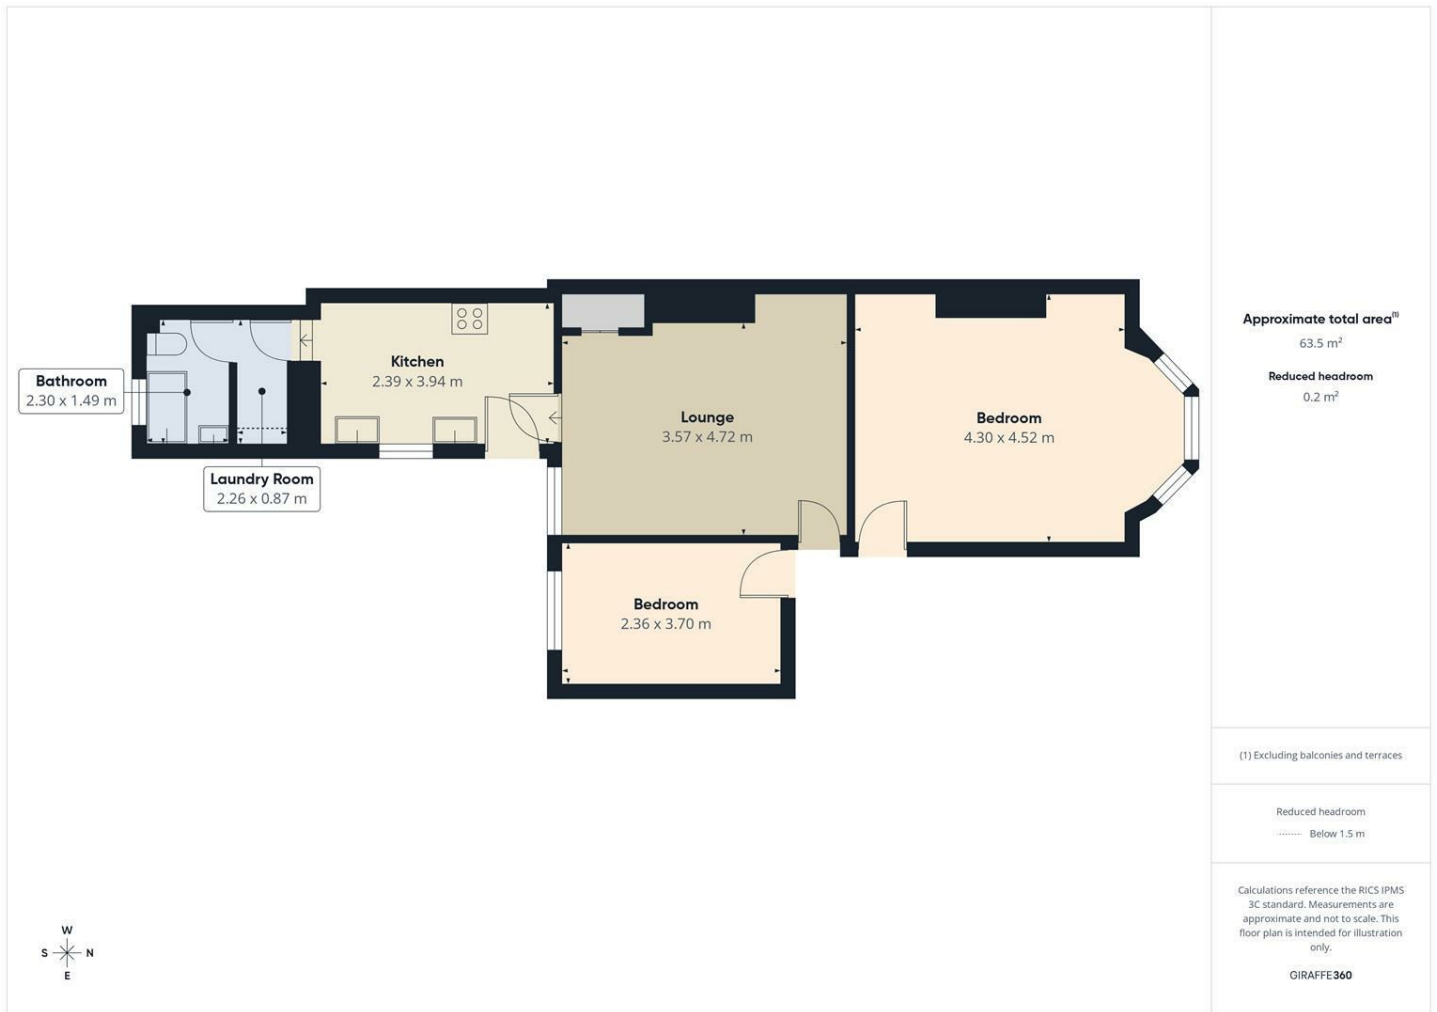 Kitchen
2.39 x 3.94 m
Bathroom
2.30 x 1.49 m
Lounge
3.57 x 4.72 m
Bedroom
4.30 x 4.52 m
Laundry Room
2.26 x 0.87 m
Bedroom
2.36 x 3.70 m
W
S N
E
Approximate total area(1)
63.5 m²
Reduced headroom
0.2 m²
(1) Excluding balconies and terraces
Reduced headroom
Below 1.5 m
Calculations reference the RICS IPMS
3C standard. Measurements are
approximate and not to scale. This
floor plan is intended for illustration
only.
GIRAFFE360